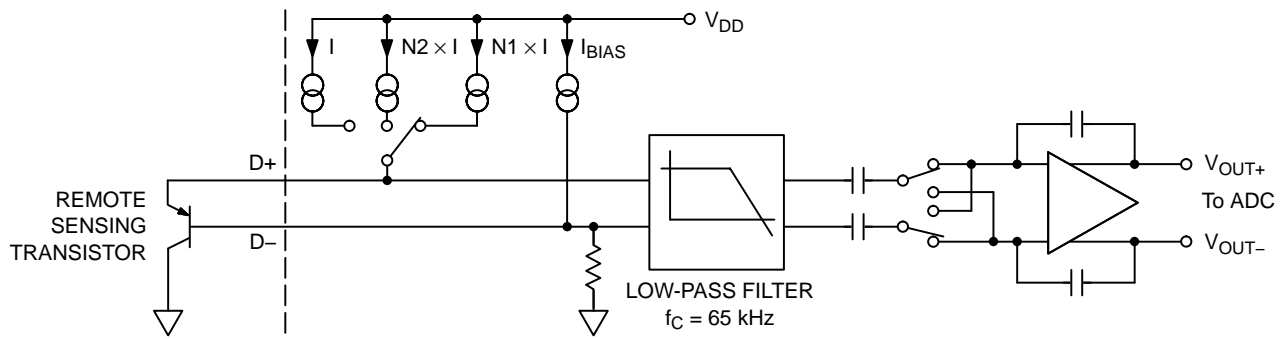 V_DD
I
N2 × I
N1 × I
I_BIAS
D+
REMOTE
SENSING
TRANSISTOR
D−
LOW-PASS FILTER
f_C = 65 kHz
V_OUT+
To ADC
V_OUT−